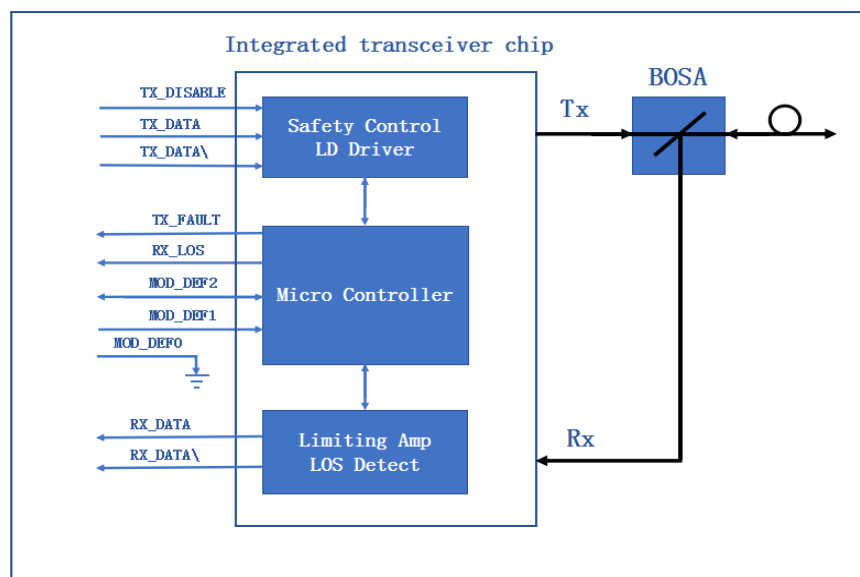 Integrated transceiver chip
BOSA
TX_DISABLE
TX_DATA
TX_DATA\
Safety Control
LD Driver
Tx
TX_FAULT
RX_LOS
MOD_DEF2
MOD_DEF1
MOD_DEF0
Micro Controller
RX_DATA
RX_DATA\
Limiting Amp
LOS Detect
Rx